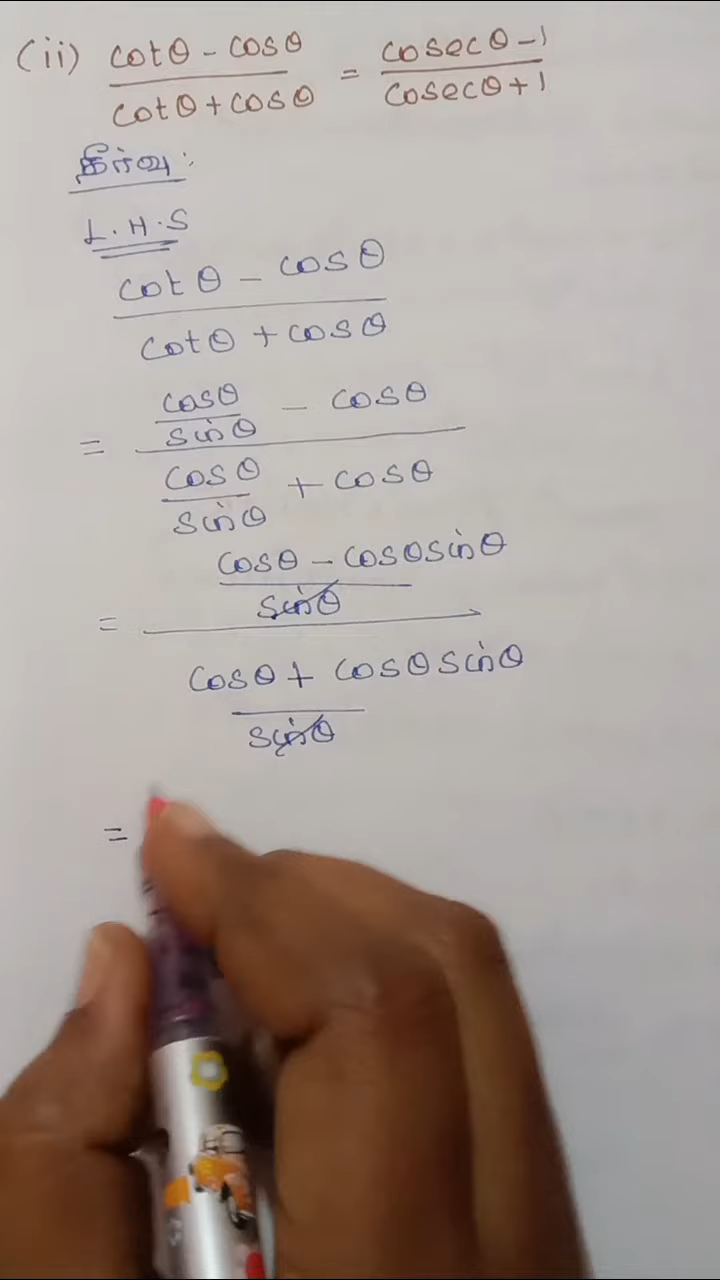 (ii) cotθ - cosθ / cotθ + cosθ = cosecθ - 1 / cosecθ + 1
தீர்வு:
L.H.S
cotθ - cosθ
cotθ + cosθ
= cosθ/sinθ - cosθ
cosθ/sinθ + cosθ
= cosθ - cosθ sinθ
sinθ
cosθ + cosθ sinθ
sinθ
=